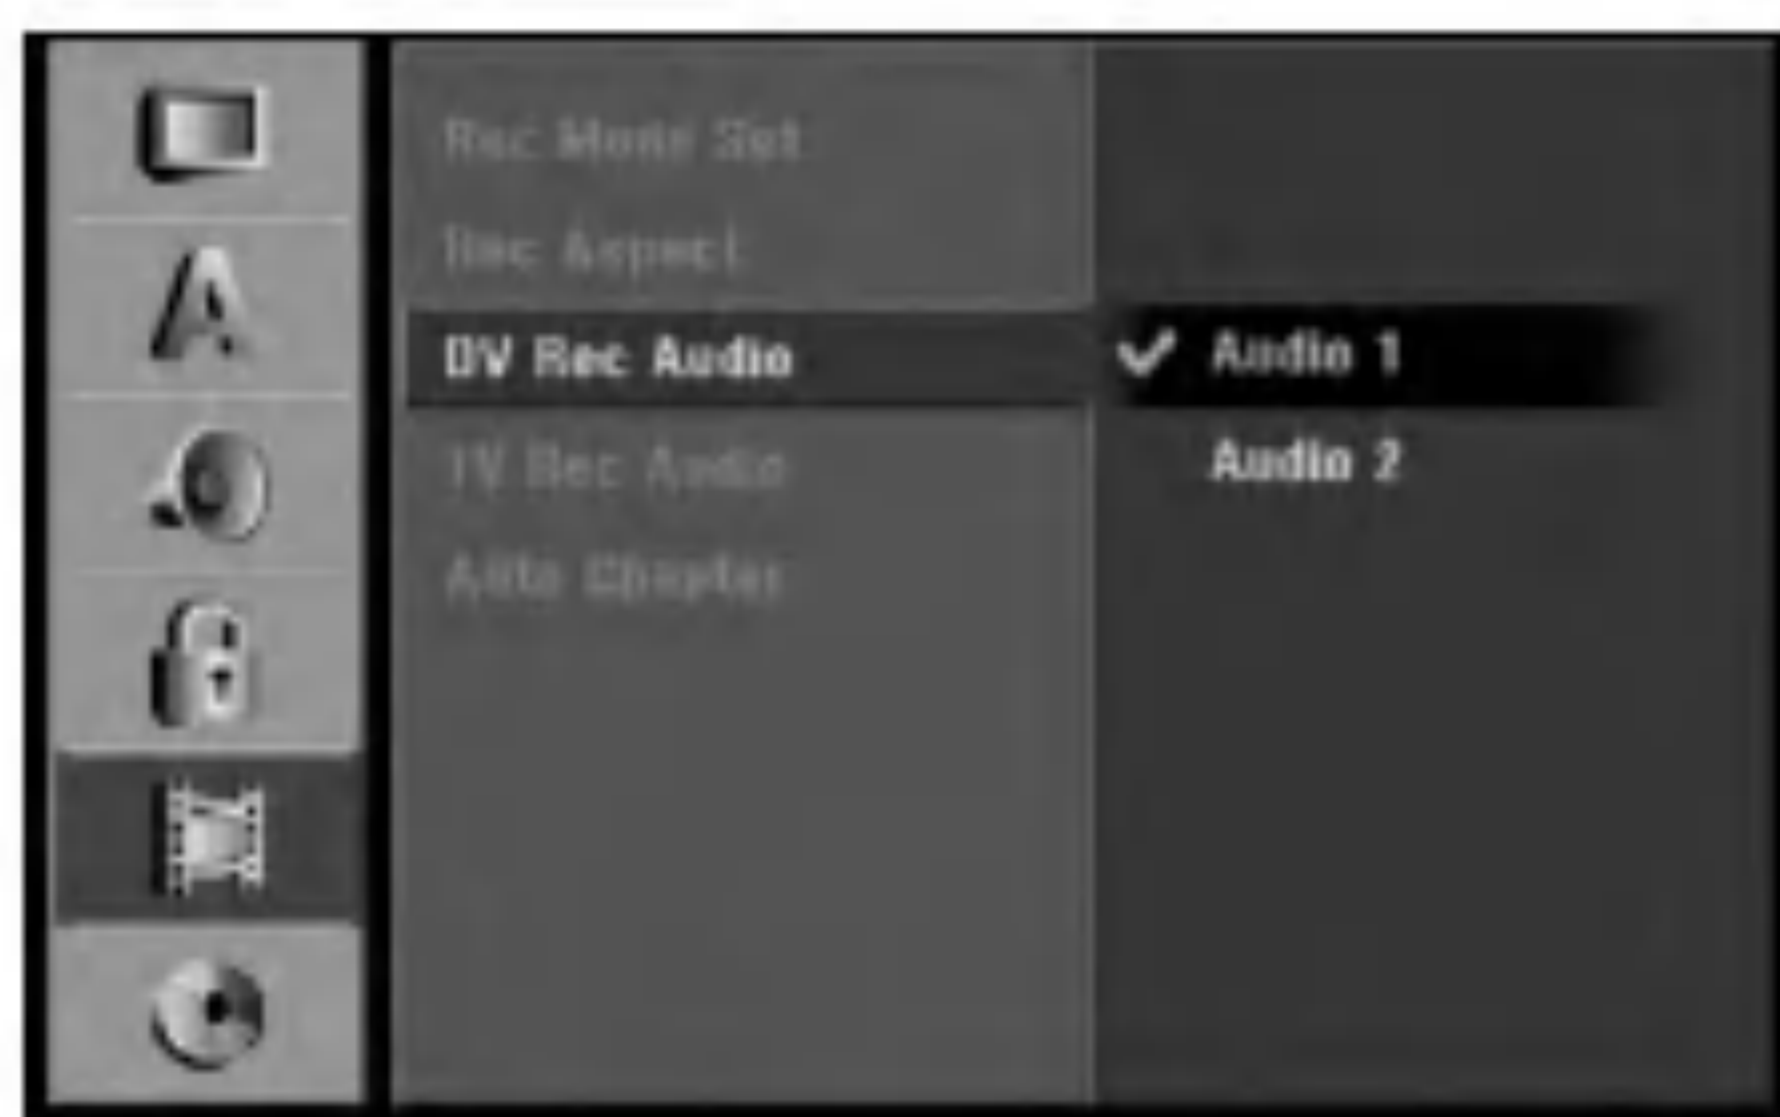 Rec Mode Set
Rec Aspect
DV Rec Audio
Audio 1
Audio 2
TV Rec Audio
Auto Chapter